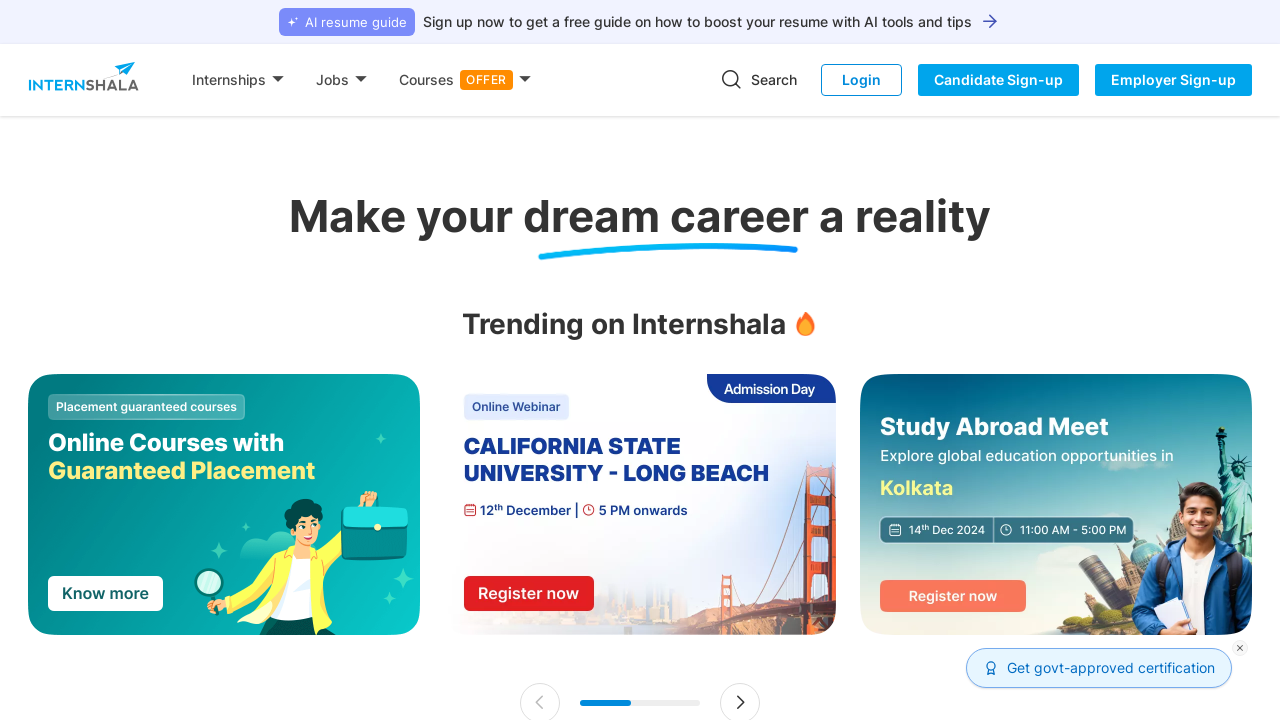 AI resume guide Sign up now to get a free guide on how to boost your resume with AI tools and tips
INTERNSHALA Internships Jobs Courses OFFER Search Login Candidate Sign-up Employer Sign-up
Make your dream career a reality
Trending on Internshala
Placement guaranteed courses
Online Courses with
Guaranteed Placement
Know more
Admission Day
Online Webinar
CALIFORNIA STATE
UNIVERSITY - LONG BEACH
12th December | 5 PM onwards
Register now
Study Abroad Meet
Explore global education opportunities in
Kolkata
14th Dec 2024 11:00 AM - 5:00 PM
Register now
Get govt-approved certification